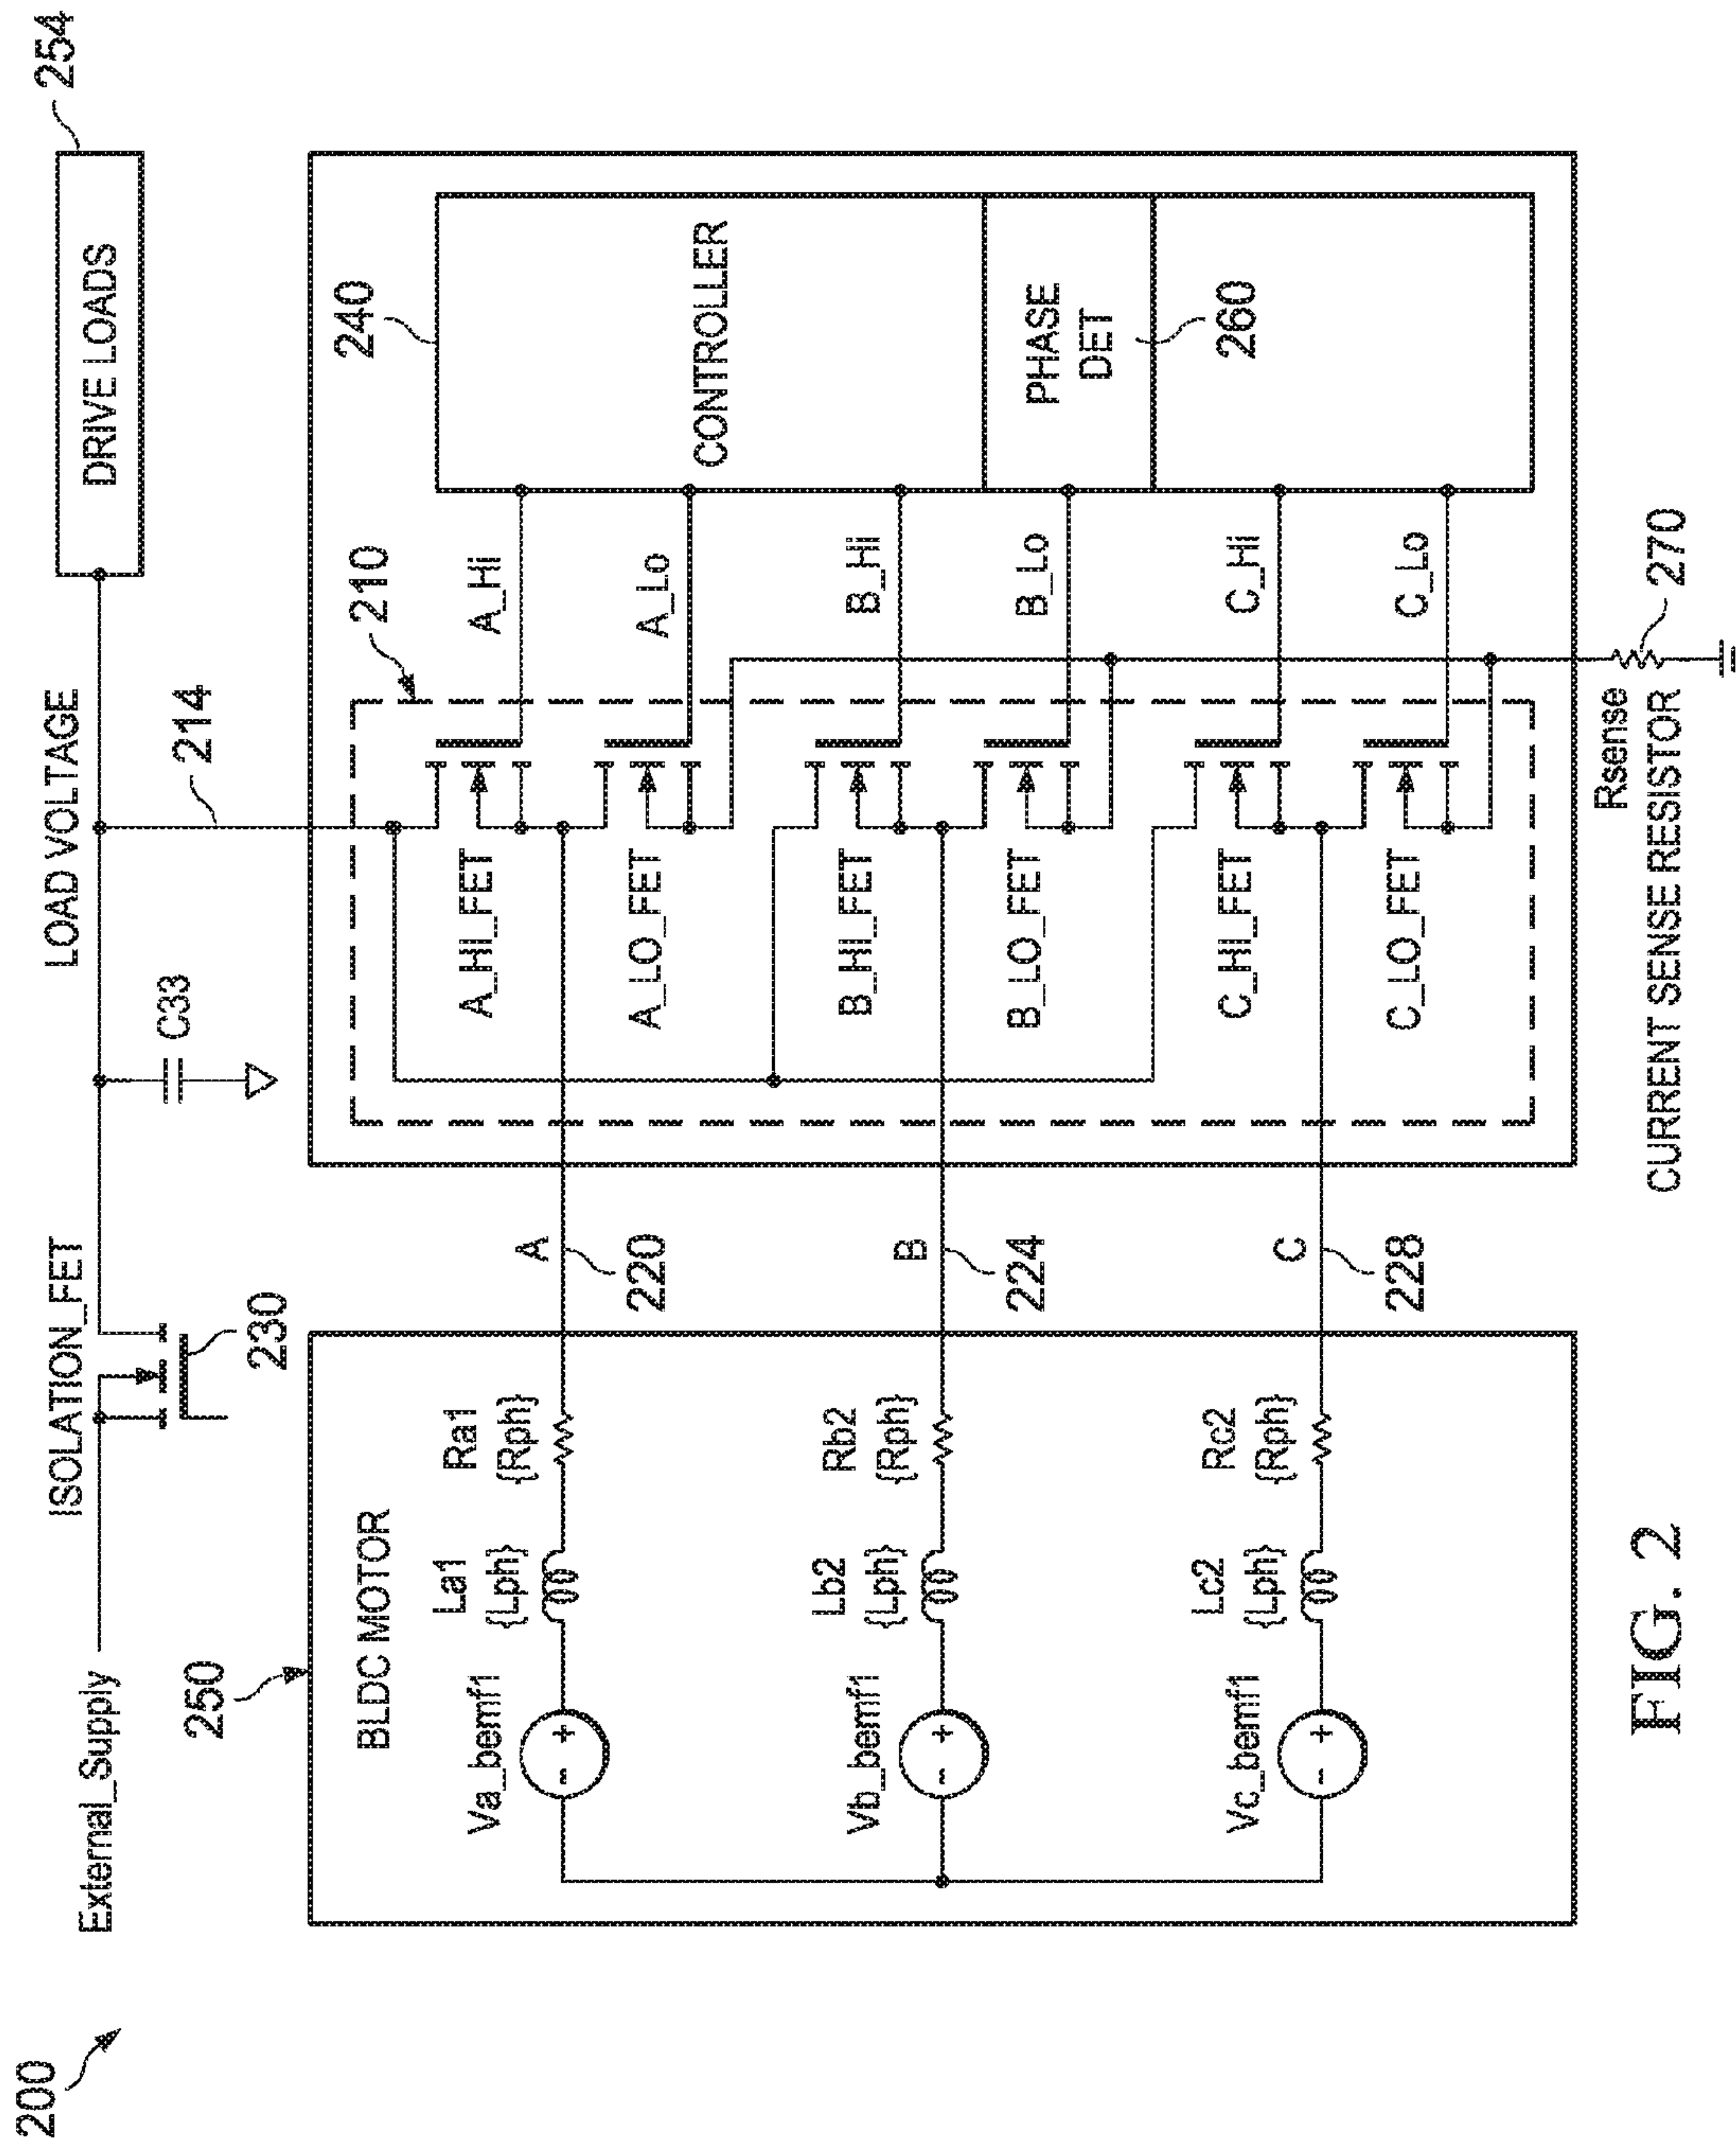 200
External_Supply
ISOLATION_FET
230
C33
LOAD VOLTAGE
214
DRIVE LOADS
254
250
BLDC MOTOR
Va_bemf1
La1
{Lph}
Ra1
{Rph}
A
220
Vb_bemf1
Lb2
{Lph}
Rb2
{Rph}
B
224
Vc_bemf1
Lc2
{Lph}
Rc2
{Rph}
C
228
210
A_HI_FET
A_Hi
A_LO_FET
A_Lo
B_HI_FET
B_Hi
B_LO_FET
B_Lo
C_HI_FET
C_Hi
C_LO_FET
C_Lo
240
CONTROLLER
PHASE
DET
260
Rsense
CURRENT SENSE RESISTOR
270
FIG. 2